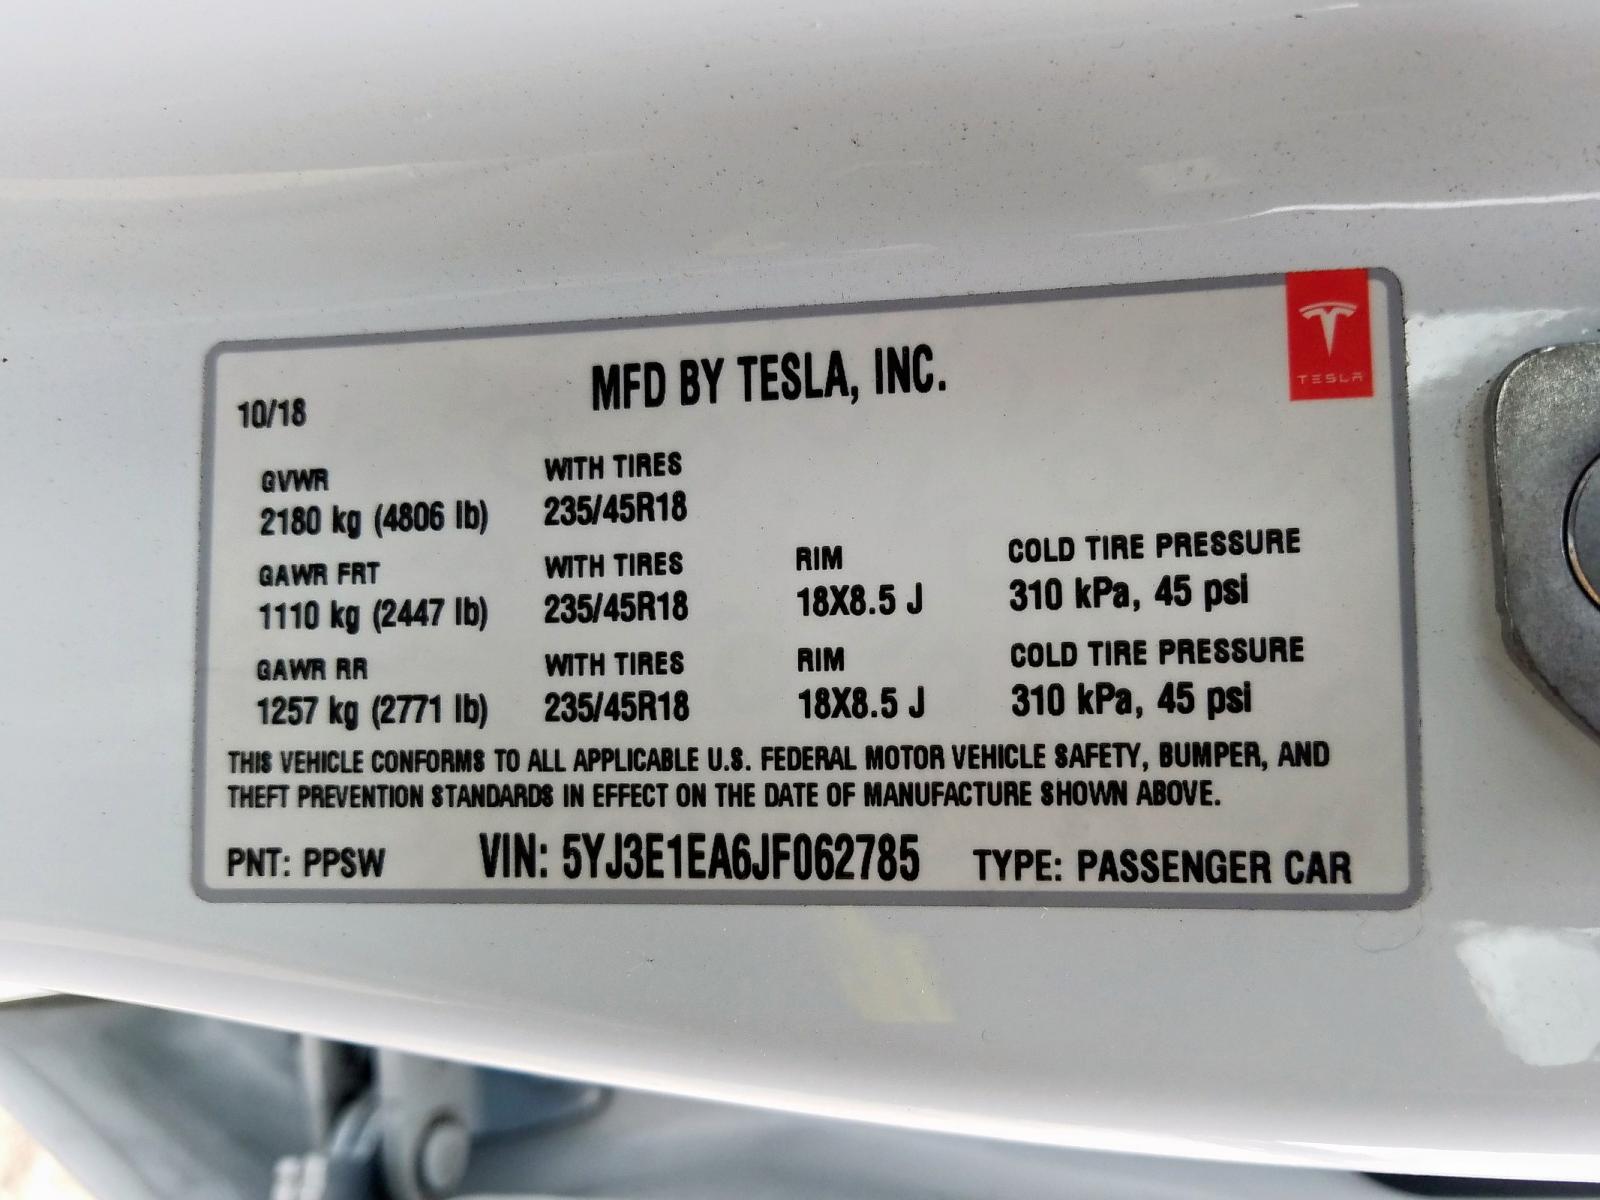 TESLA
MFD BY TESLA, INC.
10/18
GVWR WITH TIRES
2180 kg (4806 lb) 235/45R18
GAWR FRT WITH TIRES RIM COLD TIRE PRESSURE
1110 kg (2447 lb) 235/45R18 18X8.5 J 310 kPa, 45 psi
GAWR RR WITH TIRES RIM COLD TIRE PRESSURE
1257 kg (2771 lb) 235/45R18 18X8.5 J 310 kPa, 45 psi
THIS VEHICLE CONFORMS TO ALL APPLICABLE U.S. FEDERAL MOTOR VEHICLE SAFETY, BUMPER, AND
THEFT PREVENTION STANDARDS IN EFFECT ON THE DATE OF MANUFACTURE SHOWN ABOVE.
PNT: PPSW VIN: 5YJ3E1EA6JF062785 TYPE: PASSENGER CAR